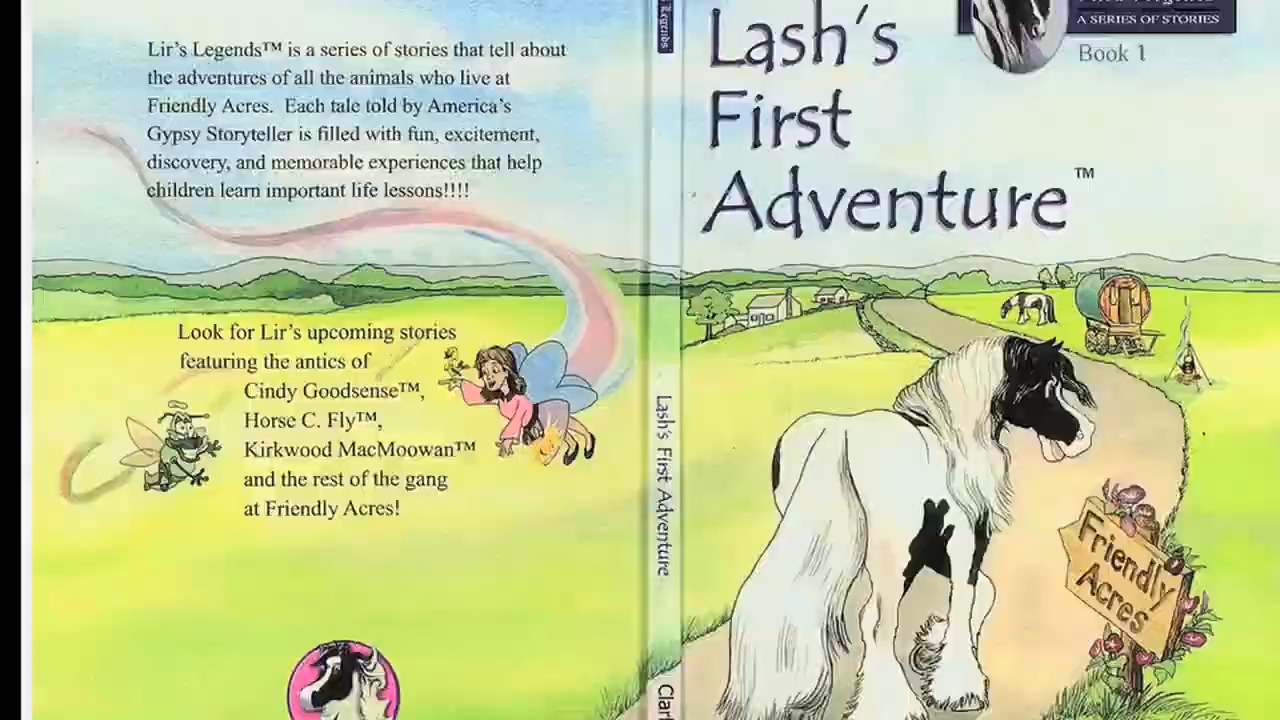 Lir's Legends™ is a series of stories that tell about
the adventures of all the animals who live at
Friendly Acres. Each tale told by America's
Gypsy Storyteller is filled with fun, excitement,
discovery, and memorable experiences that help
children learn important life lessons!!!!
Look for Lir's upcoming stories
featuring the antics of
Cindy Goodsense™,
Horse C. Fly™,
Kirkwood MacMoowan™
and the rest of the gang
at Friendly Acres!
Legends
Lash's First Adventure
A SERIES OF STORIES
Book 1
Lash's
First
Adventure™
Friendly
Acres